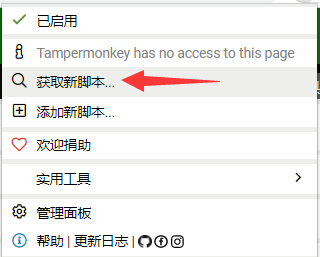 已启用
Tampermonkey has no access to this page
获取新脚本...
添加新脚本...
欢迎捐助
实用工具
管理面板
帮助 | 更新日志 |